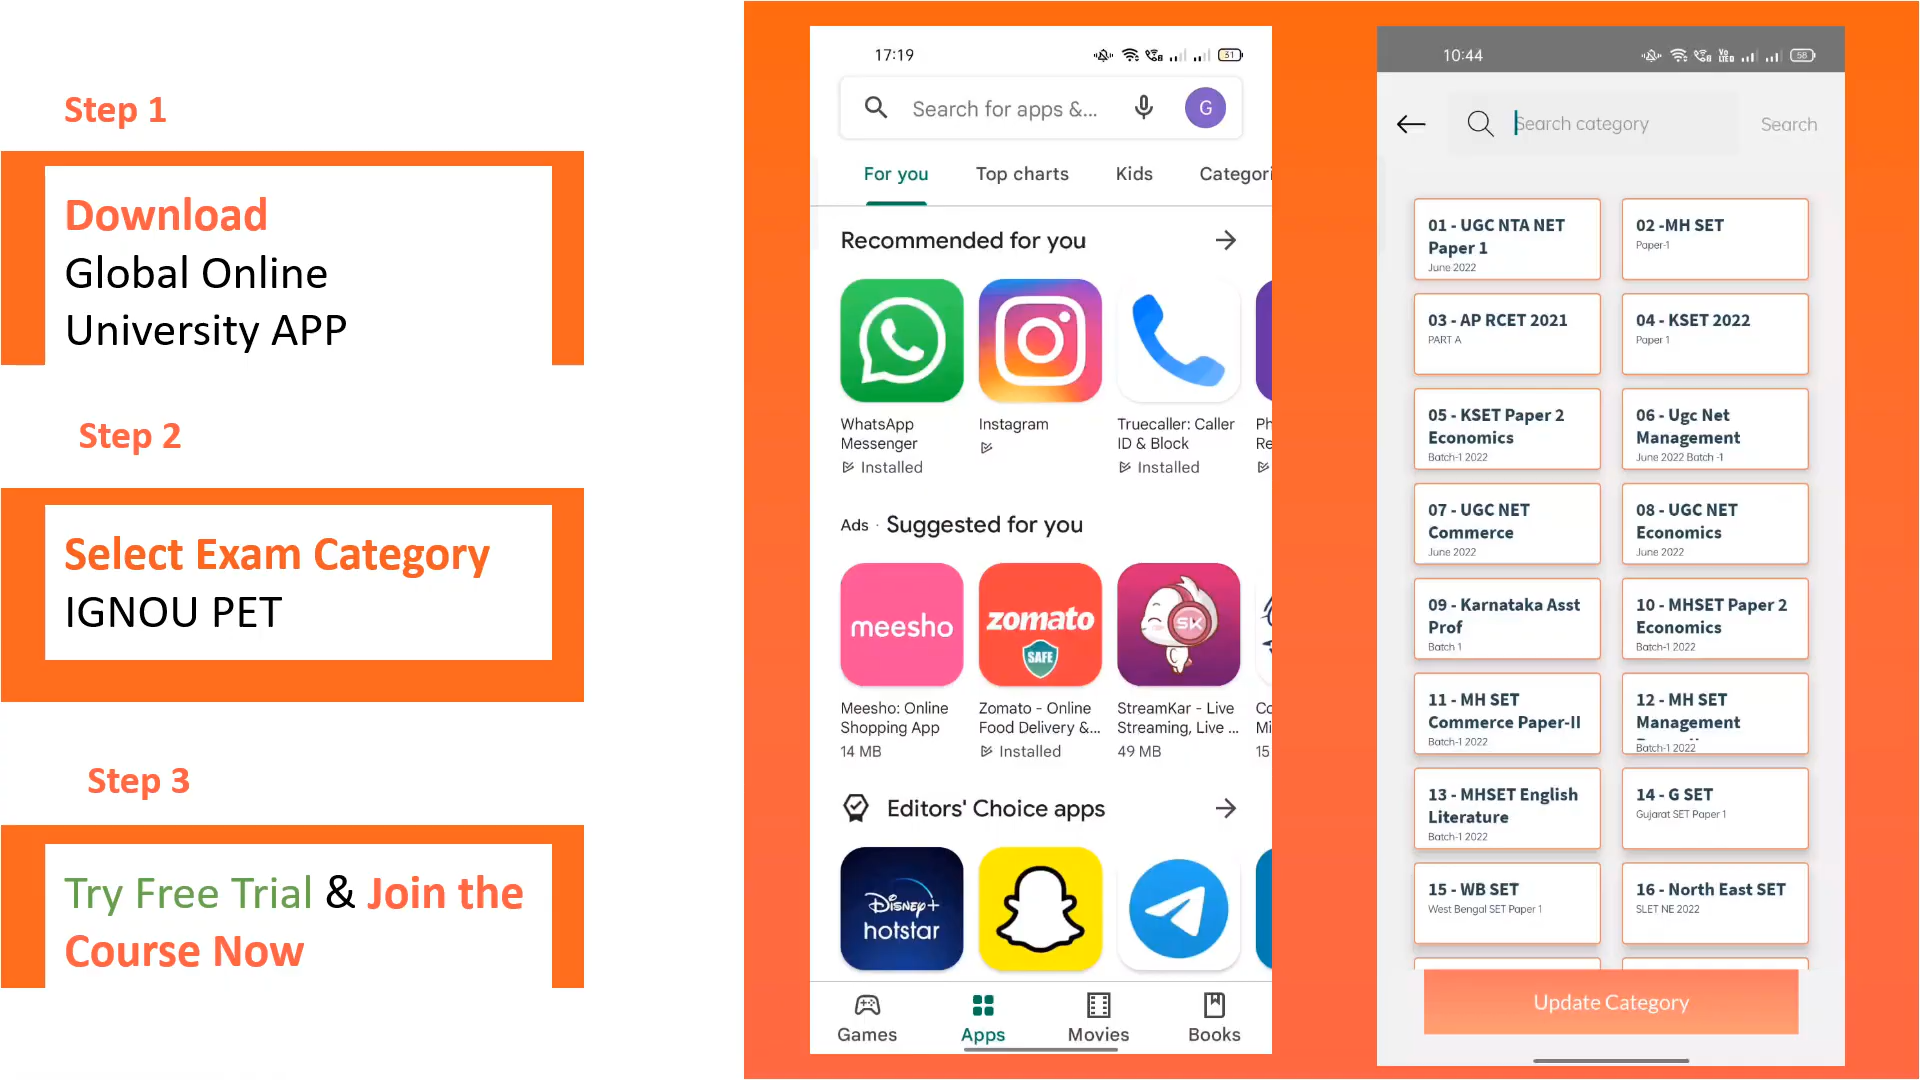 Step 1
Download
Global Online
University APP
Step 2
Select Exam Category
IGNOU PET
Step 3
Try Free Trial & Join the
Course Now
17:19
31
Search for apps &...
G
For you
Top charts
Kids
Categori
Recommended for you
WhatsApp
Messenger
Installed
Instagram
Truecaller: Caller
ID & Block
Installed
Ph
Re
Ads · Suggested for you
meesho
zomato
SAFE
SK
Meesho: Online
Shopping App
14 MB
Zomato - Online
Food Delivery &...
Installed
StreamKar - Live
Streaming, Live ...
49 MB
Co
Mi
15
Editors' Choice apps
Disney+
hotstar
Games
Apps
Movies
Books
10:44
58
Search category
Search
01 - UGC NTA NET
Paper 1
June 2022
02 -MH SET
Paper-1
03 - AP RCET 2021
PART A
04 - KSET 2022
Paper 1
05 - KSET Paper 2
Economics
Batch-1 2022
06 - Ugc Net
Management
June 2022 Batch -1
07 - UGC NET
Commerce
June 2022
08 - UGC NET
Economics
June 2022
09 - Karnataka Asst
Prof
Batch 1
10 - MHSET Paper 2
Economics
Batch-1 2022
11 - MH SET
Commerce Paper-II
Batch-1 2022
12 - MH SET
Management
Batch-1 2022
13 - MHSET English
Literature
Batch-1 2022
14 - G SET
Gujarat SET Paper 1
15 - WB SET
West Bengal SET Paper 1
16 - North East SET
SLET NE 2022
Update Category